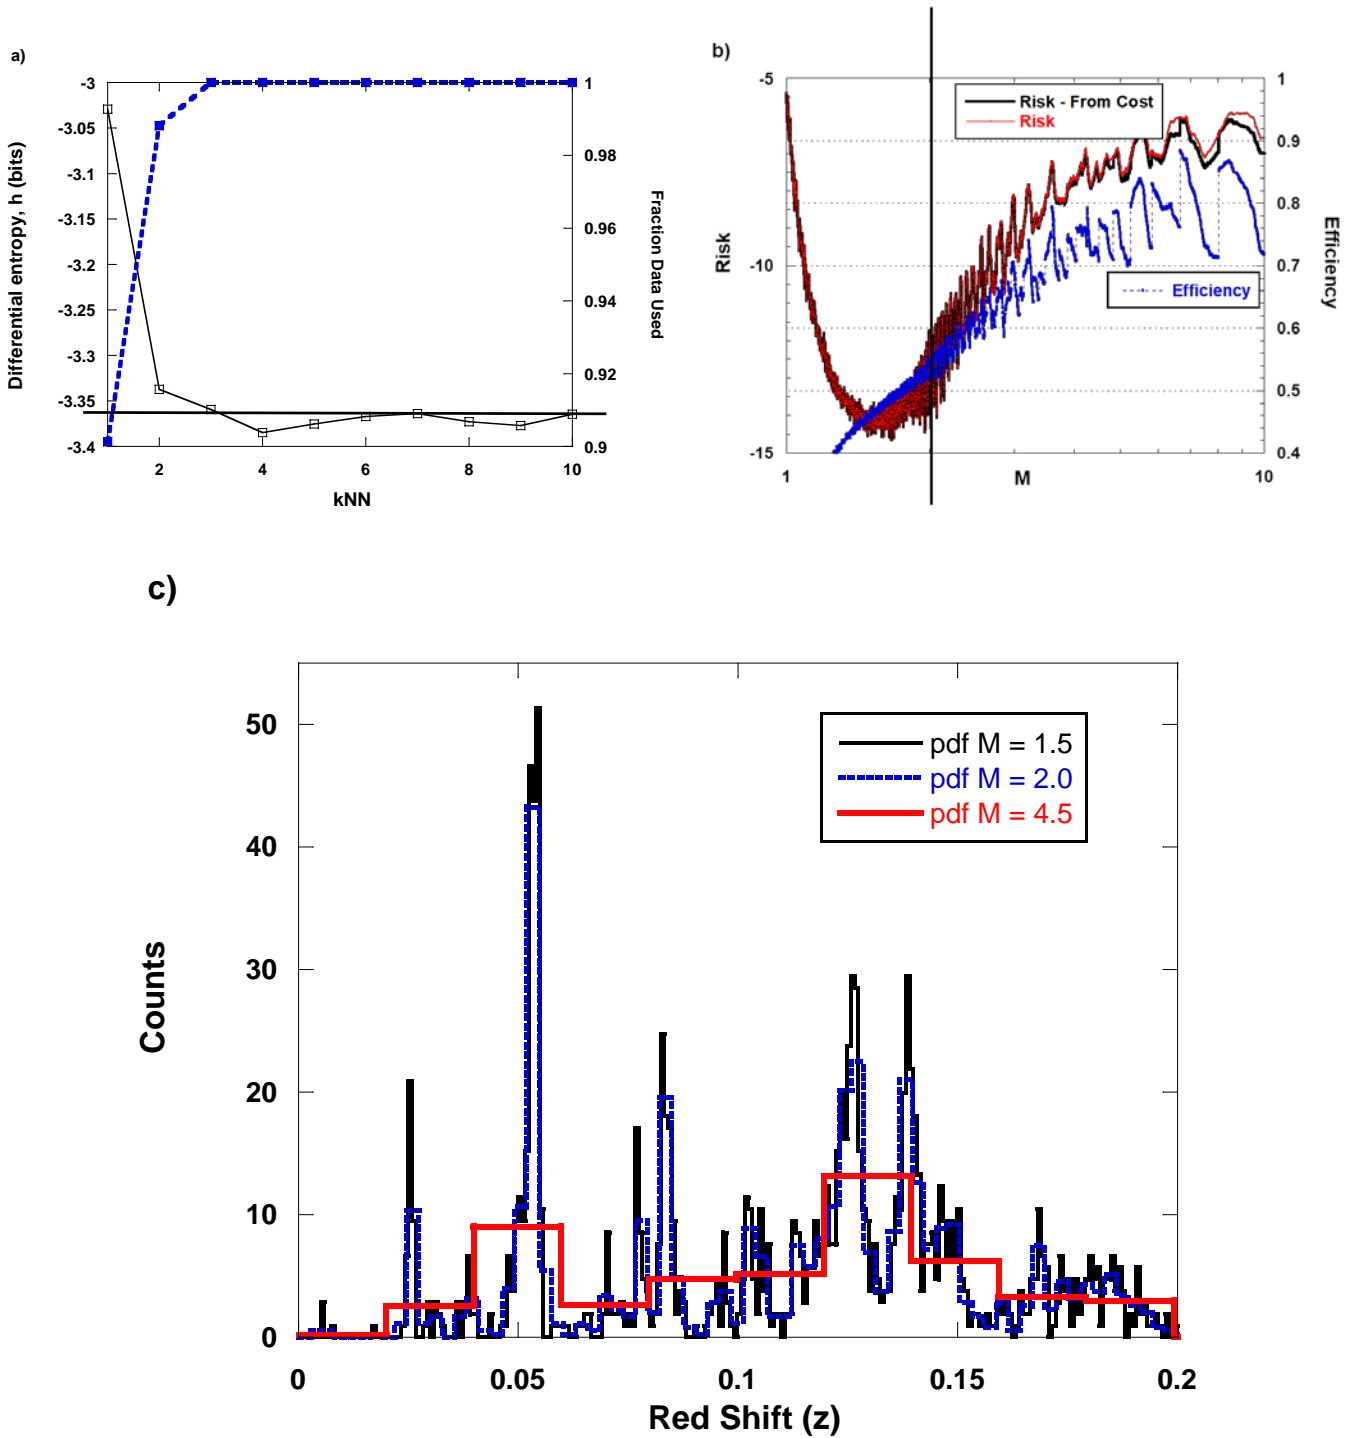 a)
-3
-3.05
-3.1
-3.15
-3.2
-3.25
-3.3
-3.35
-3.4
Differential entropy, h (bits)
1
0.98
0.96
0.94
0.92
0.9
Fraction Data Used
2
4
6
8
10
kNN
b)
-5
-10
-15
Risk
Risk - From Cost
Risk
Efficiency
1
0.9
0.8
0.7
0.6
0.5
0.4
Efficiency
1
M
10
c)
50
40
30
20
10
0
Counts
pdf M = 1.5
pdf M = 2.0
pdf M = 4.5
0
0.05
0.1
0.15
0.2
Red Shift (z)